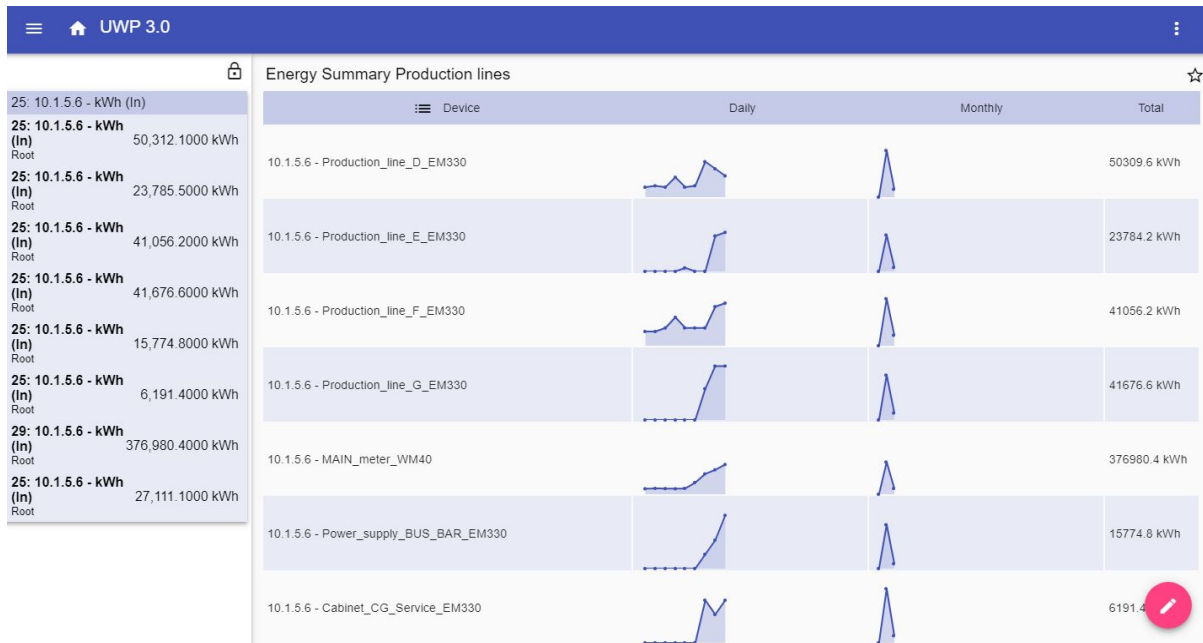 UWP 3.0
25: 10.1.5.6 - kWh (In)
25: 10.1.5.6 - kWh
(In) 50,312.1000 kWh
Root
25: 10.1.5.6 - kWh
(In) 23,785.5000 kWh
Root
25: 10.1.5.6 - kWh
(In) 41,056.2000 kWh
Root
25: 10.1.5.6 - kWh
(In) 41,676.6000 kWh
Root
25: 10.1.5.6 - kWh
(In) 15,774.8000 kWh
Root
25: 10.1.5.6 - kWh
(In) 6,191.4000 kWh
Root
29: 10.1.5.6 - kWh
(In) 376,980.4000 kWh
Root
25: 10.1.5.6 - kWh
(In) 27,111.1000 kWh
Root
Energy Summary Production lines
Device Daily Monthly Total
10.1.5.6 - Production_line_D_EM330 50309.6 kWh
10.1.5.6 - Production_line_E_EM330 23784.2 kWh
10.1.5.6 - Production_line_F_EM330 41056.2 kWh
10.1.5.6 - Production_line_G_EM330 41676.6 kWh
10.1.5.6 - MAIN_meter_WM40 376980.4 kWh
10.1.5.6 - Power_supply_BUS_BAR_EM330 15774.8 kWh
10.1.5.6 - Cabinet_CG_Service_EM330